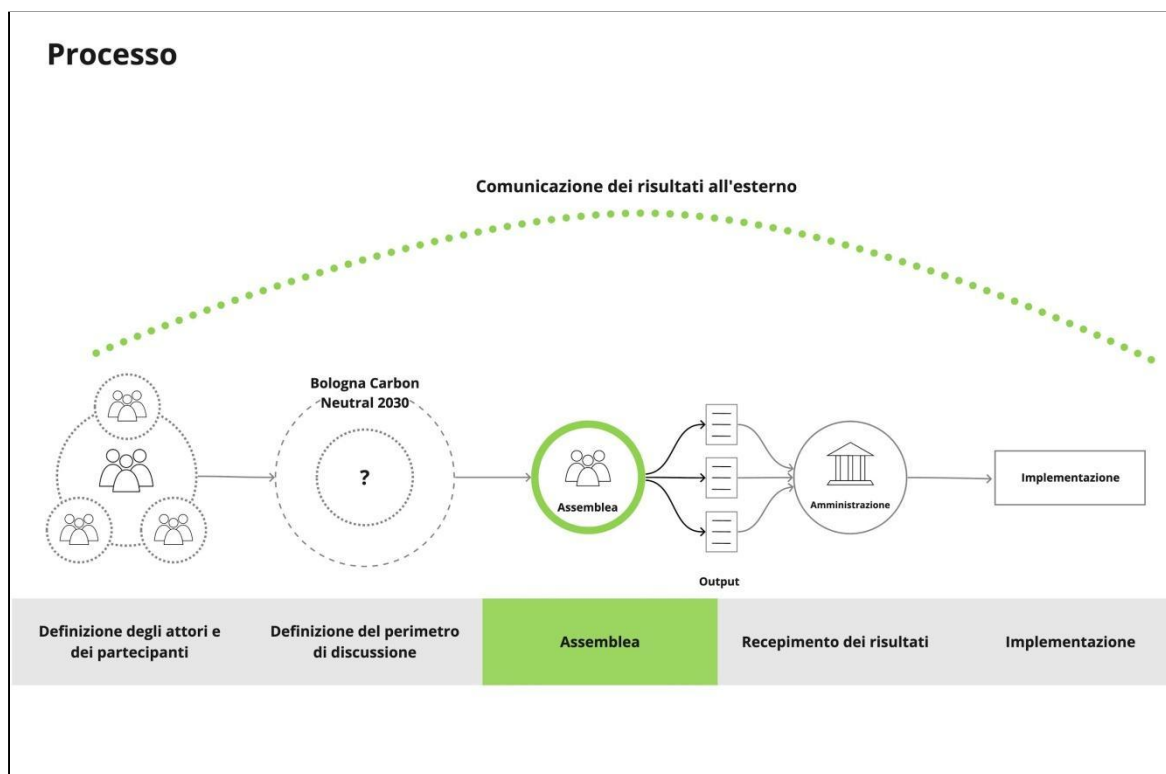 Processo
Comunicazione dei risultati all'esterno
Bologna Carbon
Neutral 2030
?
Assemblea
Amministrazione
Implementazione
Output
Definizione degli attori e
dei partecipanti
Definizione del perimetro
di discussione
Assemblea
Recepimento dei risultati
Implementazione